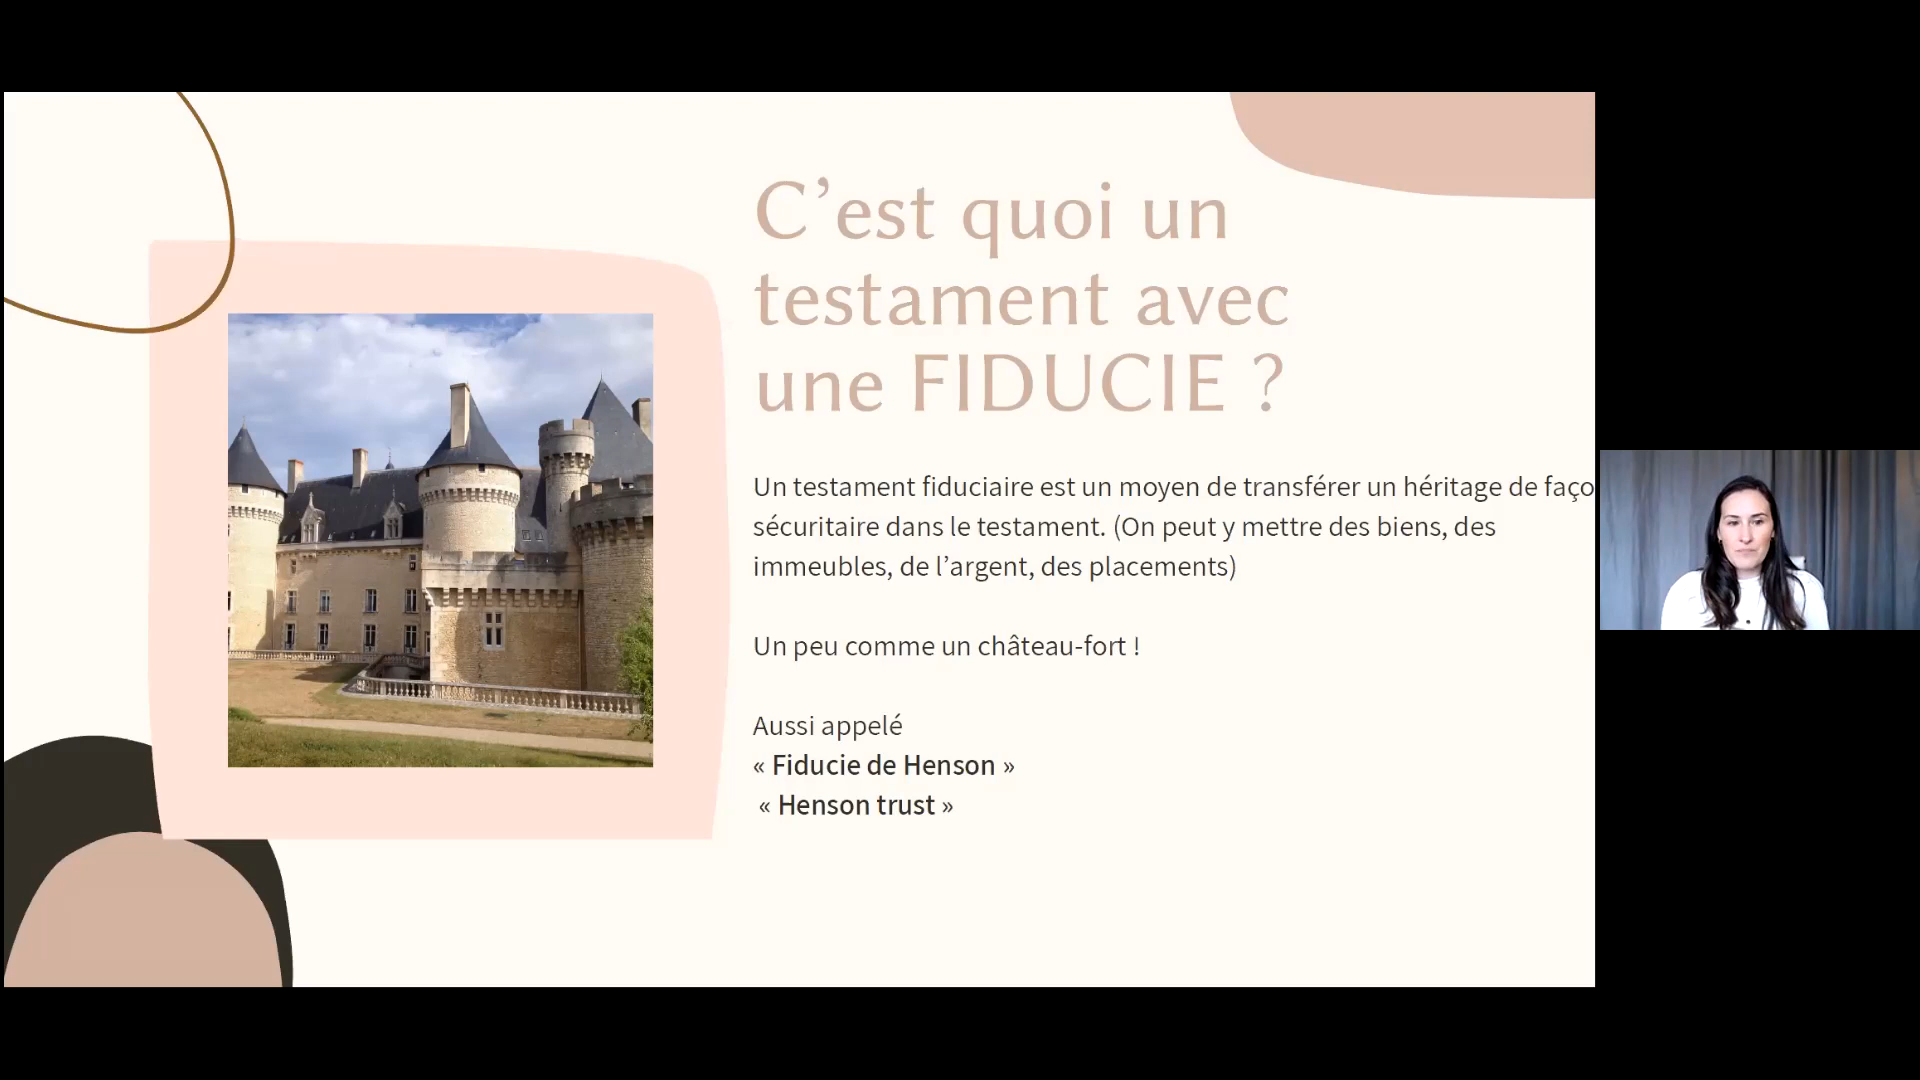 C’est quoi un
testament avec
une FIDUCIE ?
Un testament fiduciaire est un moyen de transférer un héritage de faço
sécuritaire dans le testament. (On peut y mettre des biens, des
immeubles, de l’argent, des placements)
Un peu comme un château-fort !
Aussi appelé
« Fiducie de Henson »
« Henson trust »